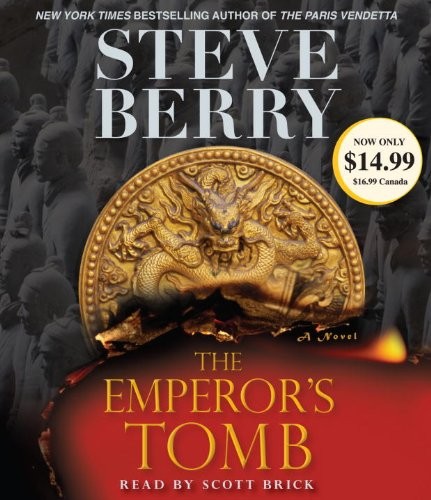 NEW YORK TIMES BESTSELLING AUTHOR OF THE PARIS VENDETTA
STEVE
BERRY
NOW ONLY
$14.99
$16.99 Canada
A Novel
THE
EMPEROR'S
TOMB
READ BY SCOTT BRICK